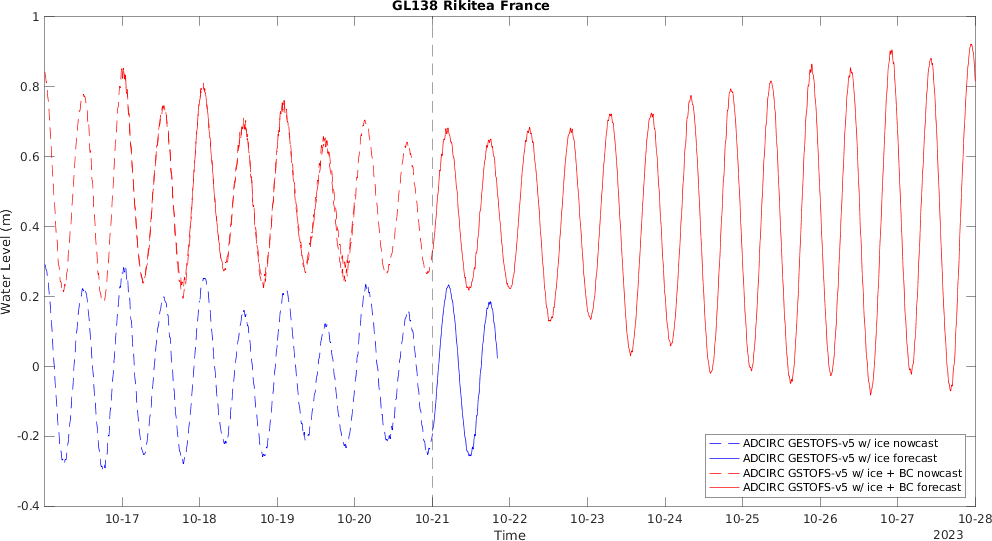 GL138 Rikitea France
Water Level (m)
1
0.8
0.6
0.4
0.2
0
-0.2
-0.4
ADCIRC GESTOFS-v5 w/ ice nowcast
ADCIRC GESTOFS-v5 w/ ice forecast
ADCIRC GSTOFS-v5 w/ ice + BC nowcast
ADCIRC GSTOFS-v5 w/ ice + BC forecast
10-17 10-18 10-19 10-20 10-21 10-22 10-23 10-24 10-25 10-26 10-27 10-28
Time
2023